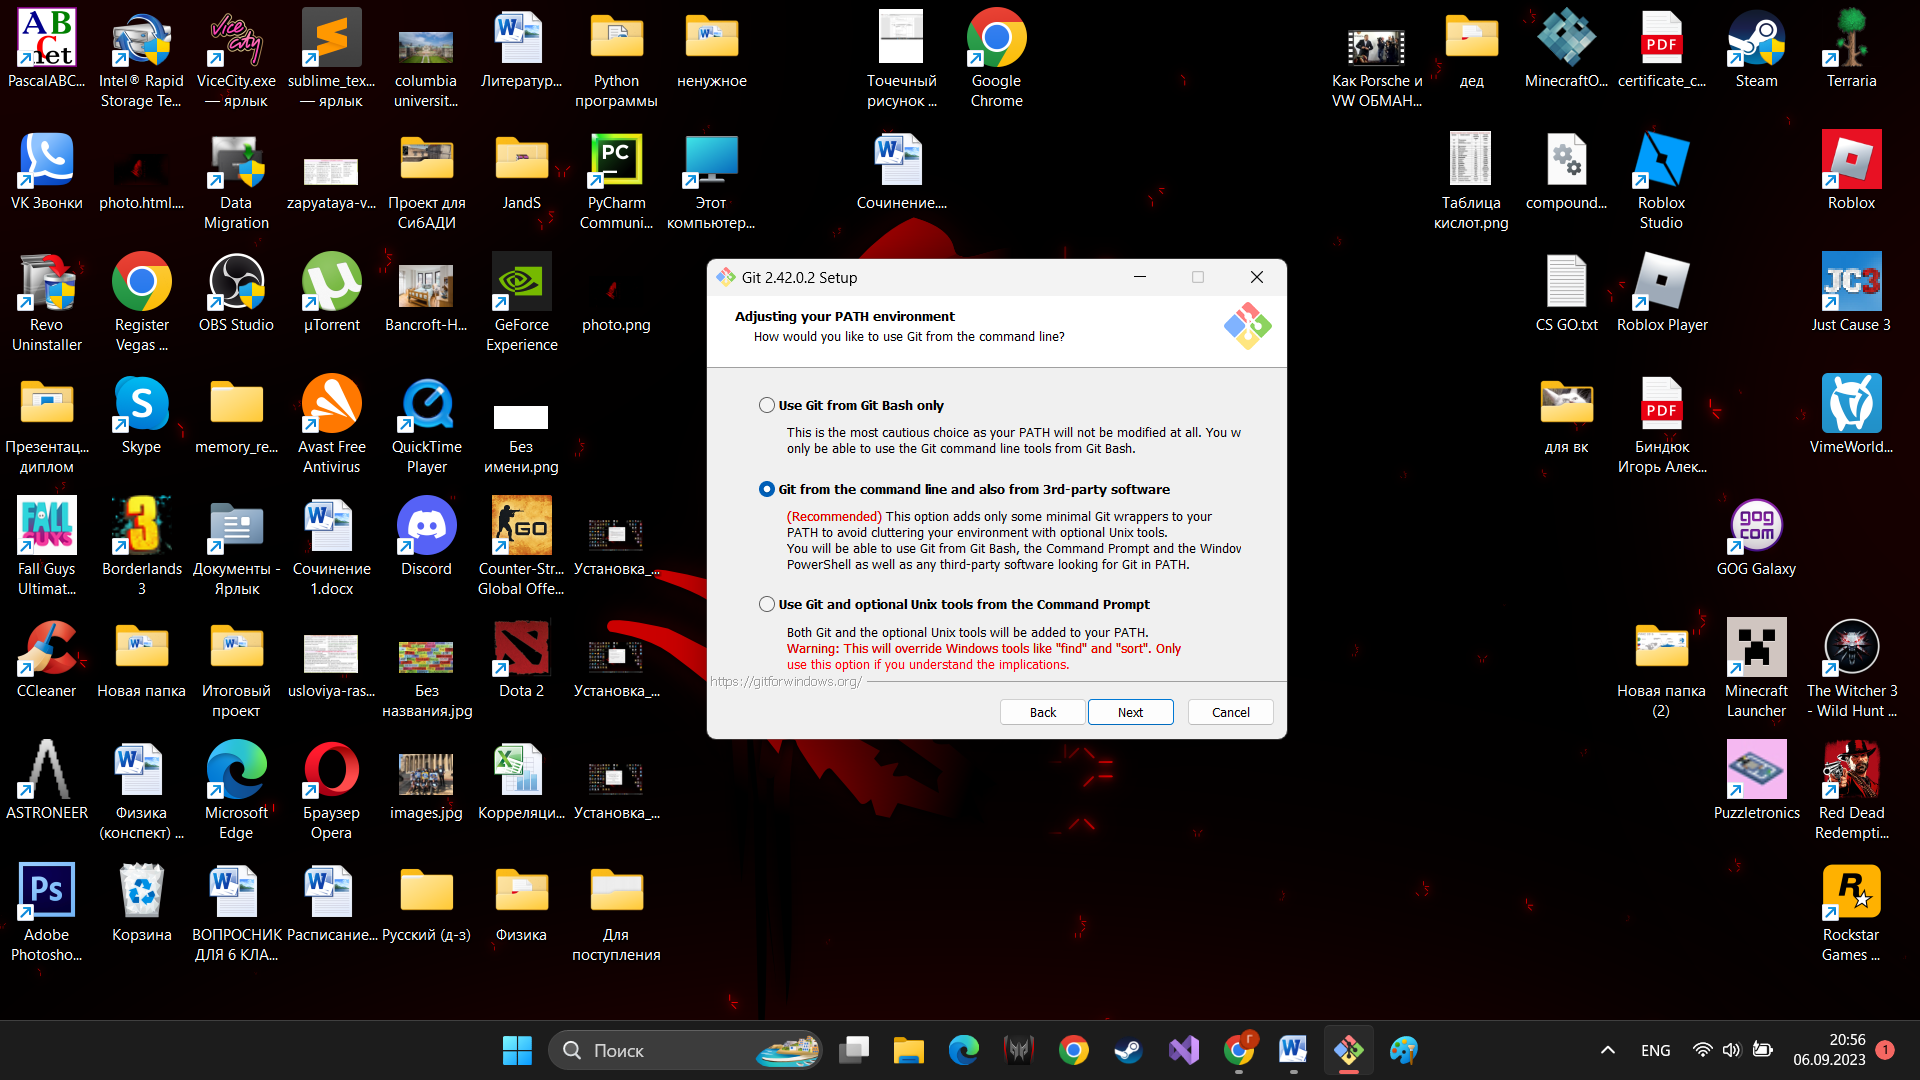 PascalABC...
Intel® Rapid
Storage Te...
ViceCity.exe
— ярлык
sublime_tex...
— ярлык
columbia
universit...
Литератур...
Python
программы
ненужное
Точечный
рисунок ...
Google
Chrome
Как Porsche и
VW ОБМАН...
дед
MinecraftO...
certificate_c...
Steam
Terraria
VK Звонки
photo.html....
Data
Migration
zapyataya-v...
Проект для
СибАДИ
JandS
PyCharm
Communi...
Этот
компьютер...
Сочинение....
Таблица
кислот.png
compound...
Roblox
Studio
Roblox
Revo
Uninstaller
Register
Vegas ...
OBS Studio
µTorrent
Bancroft-H...
GeForce
Experience
photo.png
CS GO.txt
Roblox Player
Just Cause 3
Git 2.42.0.2 Setup
Adjusting your PATH environment
How would you like to use Git from the command line?
Use Git from Git Bash only
This is the most cautious choice as your PATH will not be modified at all. You w
only be able to use the Git command line tools from Git Bash.
Git from the command line and also from 3rd-party software
(Recommended) This option adds only some minimal Git wrappers to your
PATH to avoid cluttering your environment with optional Unix tools.
You will be able to use Git from Git Bash, the Command Prompt and the Window
PowerShell as well as any third-party software looking for Git in PATH.
Use Git and optional Unix tools from the Command Prompt
Both Git and the optional Unix tools will be added to your PATH.
Warning: This will override Windows tools like "find" and "sort". Only
use this option if you understand the implications.
https://gitforwindows.org/
Back
Next
Cancel
Презентац...
диплом
Skype
memory_re...
Avast Free
Antivirus
QuickTime
Player
Без
имени.png
для вк
Биндюк
Игорь Алек...
VimeWorld...
Fall Guys
Ultimat...
Borderlands
3
Документы -
Ярлык
Сочинение
1.docx
Discord
Counter-Str...
Global Offe...
Установка_...
GOG Galaxy
CCleaner
Новая папка
Итоговый
проект
usloviya-ras...
Без
названия.jpg
Dota 2
Установка_...
Новая папка
(2)
Minecraft
Launcher
The Witcher 3
- Wild Hunt ...
ASTRONEER
Физика
(конспект) ...
Microsoft
Edge
Браузер
Opera
images.jpg
Корреляци...
Установка_...
Puzzletronics
Red Dead
Redempti...
Adobe
Photosho...
Корзина
ВОПРОСНИК
ДЛЯ 6 КЛА...
Расписание...
Русский (д-з)
Физика
Для
поступления
Rockstar
Games ...
Поиск
ENG
20:56
06.09.2023
1